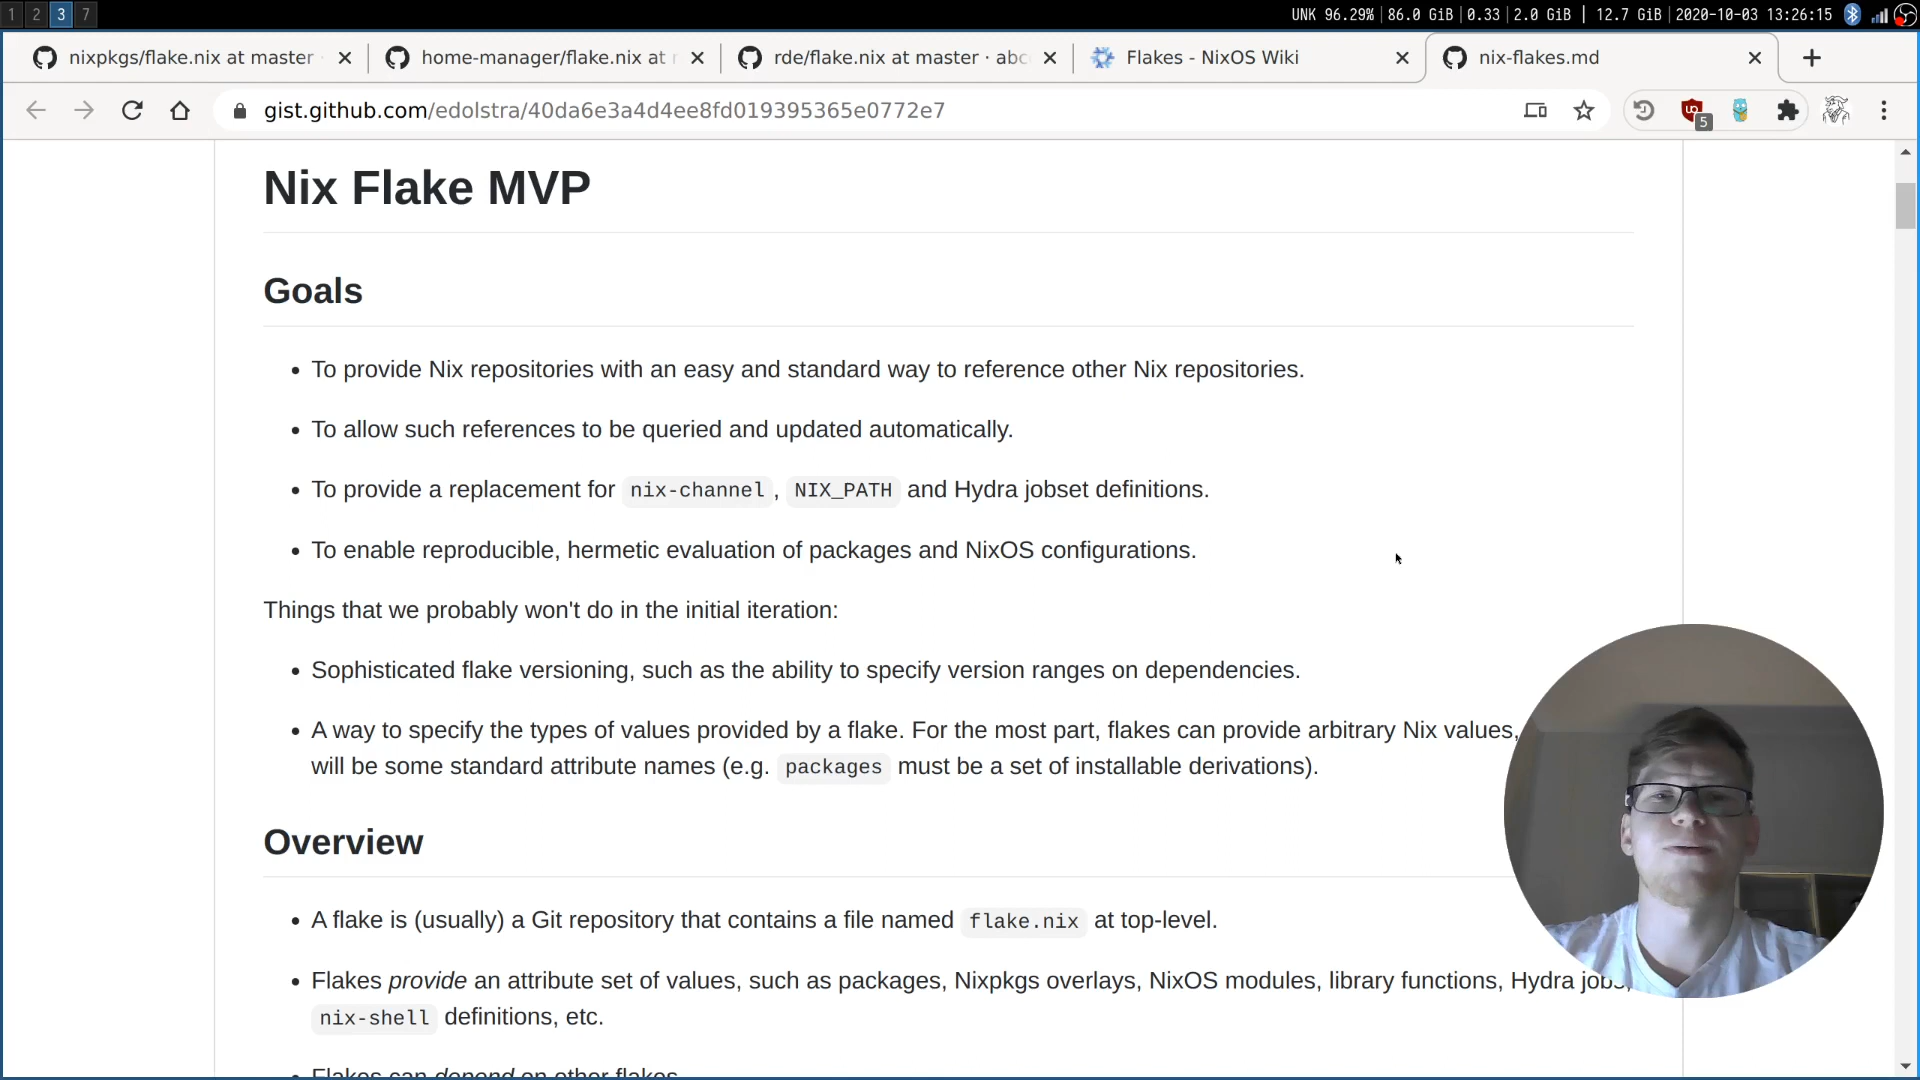 1 2 3 7
UNK 96.29% | 86.0 GiB | 0.33 | 2.0 GiB | 12.7 GiB | 2020-10-03 13:26:15
nixpkgs/flake.nix at master
home-manager/flake.nix at
rde/flake.nix at master · abc
Flakes - NixOS Wiki
nix-flakes.md
gist.github.com/edolstra/40da6e3a4d4ee8fd019395365e0772e7
5
Nix Flake MVP
Goals
• To provide Nix repositories with an easy and standard way to reference other Nix repositories.
• To allow such references to be queried and updated automatically.
• To provide a replacement for nix-channel, NIX_PATH and Hydra jobset definitions.
• To enable reproducible, hermetic evaluation of packages and NixOS configurations.
Things that we probably won't do in the initial iteration:
• Sophisticated flake versioning, such as the ability to specify version ranges on dependencies.
• A way to specify the types of values provided by a flake. For the most part, flakes can provide arbitrary Nix values,
will be some standard attribute names (e.g. packages must be a set of installable derivations).
Overview
• A flake is (usually) a Git repository that contains a file named flake.nix at top-level.
• Flakes provide an attribute set of values, such as packages, Nixpkgs overlays, NixOS modules, library functions, Hydra jobs,
nix-shell definitions, etc.
• Flakes can depend on other flakes.